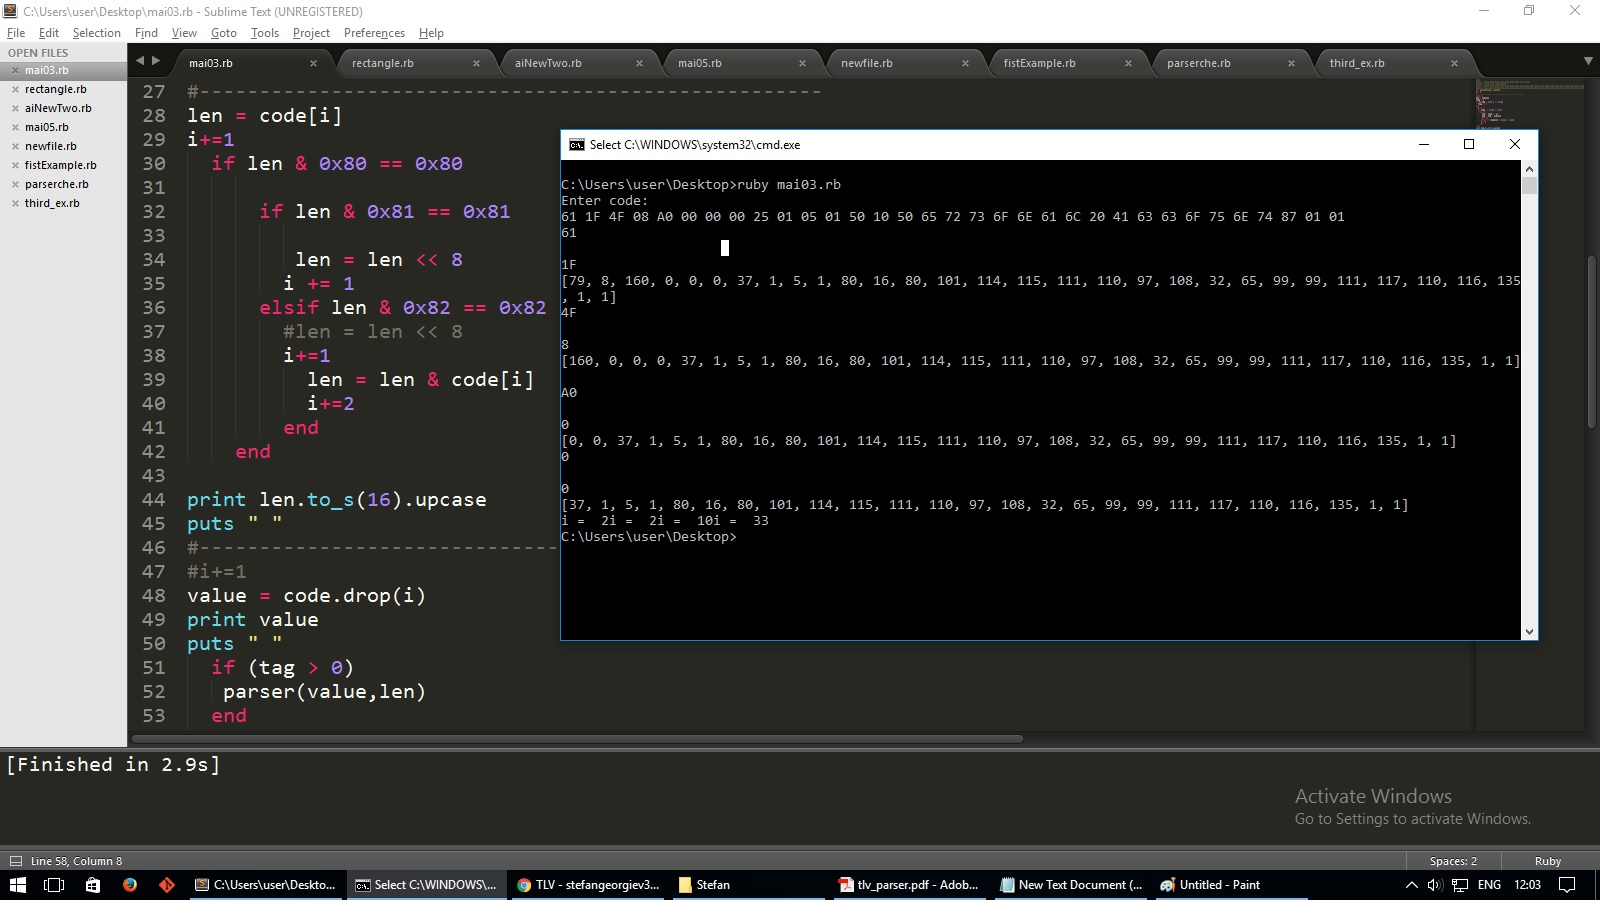 C:\Users\user\Desktop\mai03.rb - Sublime Text (UNREGISTERED)
File Edit Selection Find View Goto Tools Project Preferences Help
OPEN FILES
mai03.rb
rectangle.rb
aiNewTwo.rb
mai05.rb
newfile.rb
fistExample.rb
parserche.rb
third_ex.rb
mai03.rb rectangle.rb aiNewTwo.rb mai05.rb newfile.rb fistExample.rb parserche.rb third_ex.rb
27 #----------------------------------------------------
28 len = code[i]
29 i+=1
30 if len & 0x80 == 0x80
31
32 if len & 0x81 == 0x81
33
34 len = len << 8
35 i += 1
36 elsif len & 0x82 == 0x82
37 #len = len << 8
38 i+=1
39 len = len & code[i]
40 i+=2
41 end
42 end
43
44 print len.to_s(16).upcase
45 puts " "
46 #------------------------------
47 #i+=1
48 value = code.drop(i)
49 print value
50 puts " "
51 if (tag > 0)
52 parser(value,len)
53 end
Select C:\WINDOWS\system32\cmd.exe
C:\Users\user\Desktop>ruby mai03.rb
Enter code:
61 1F 4F 08 A0 00 00 00 25 01 05 01 50 10 50 65 72 73 6F 6E 61 6C 20 41 63 63 6F 75 6E 74 87 01 01
61
1F
[79, 8, 160, 0, 0, 0, 37, 1, 5, 1, 80, 16, 80, 101, 114, 115, 111, 110, 97, 108, 32, 65, 99, 99, 111, 117, 110, 116, 135
, 1, 1]
4F
8
[160, 0, 0, 0, 37, 1, 5, 1, 80, 16, 80, 101, 114, 115, 111, 110, 97, 108, 32, 65, 99, 99, 111, 117, 110, 116, 135, 1, 1]
A0
0
[0, 0, 37, 1, 5, 1, 80, 16, 80, 101, 114, 115, 111, 110, 97, 108, 32, 65, 99, 99, 111, 117, 110, 116, 135, 1, 1]
0
0
[37, 1, 5, 1, 80, 16, 80, 101, 114, 115, 111, 110, 97, 108, 32, 65, 99, 99, 111, 117, 110, 116, 135, 1, 1]
i =  2i =  2i =  10i =  33
C:\Users\user\Desktop>
[Finished in 2.9s]
Activate Windows
Go to Settings to activate Windows.
Line 58, Column 8 Spaces: 2 Ruby
C:\Users\user\Deskto... Select C:\WINDOWS\... TLV - stefangeorgiev3... Stefan tlv_parser.pdf - Adob... New Text Document (... Untitled - Paint ENG 12:03